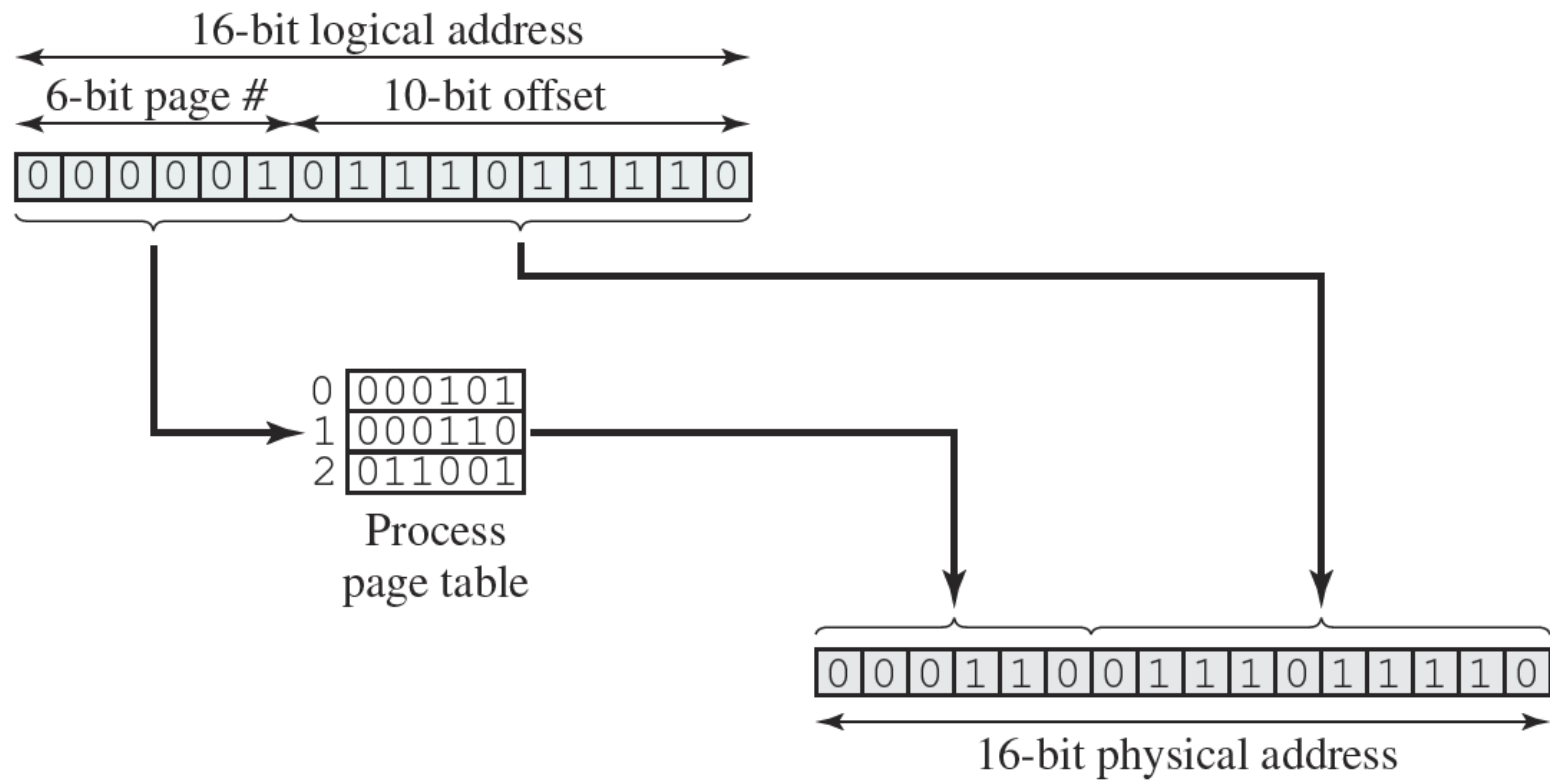 16-bit logical address
6-bit page # 10-bit offset
0 0 0 0 0 1 0 1 1 1 0 1 1 1 1 0
0 000101
1 000110
2 011001
Process
page table
0 0 0 1 1 0 0 1 1 1 0 1 1 1 1 0
16-bit physical address